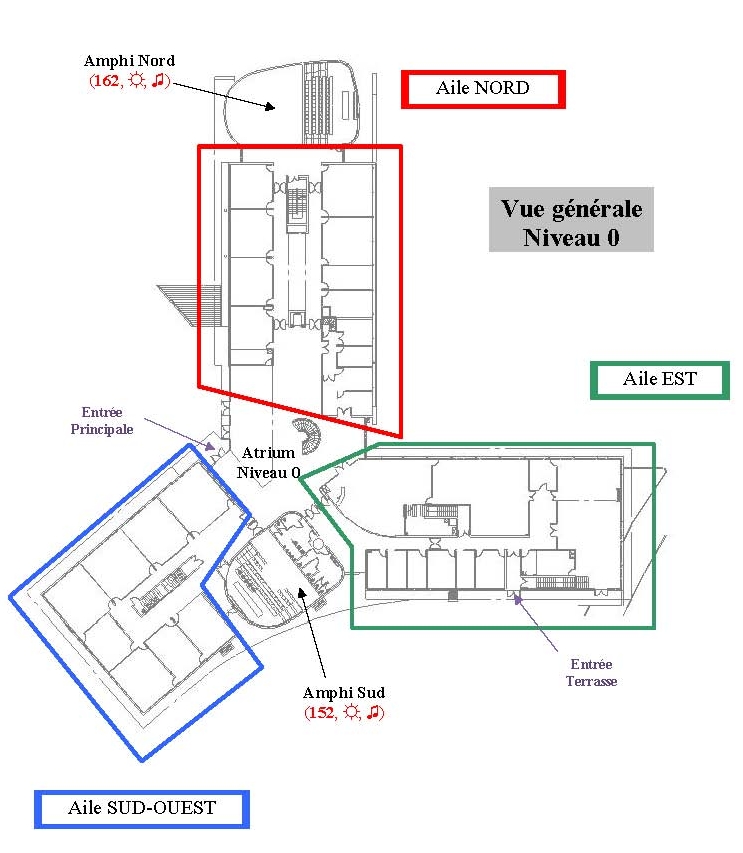 Amphi Nord
(162, ☼, ♫)
Aile NORD
Vue générale
Niveau 0
Aile EST
Entrée
Principale
Atrium
Niveau 0
Entrée
Terrasse
Amphi Sud
(152, ☼, ♫)
Aile SUD-OUEST